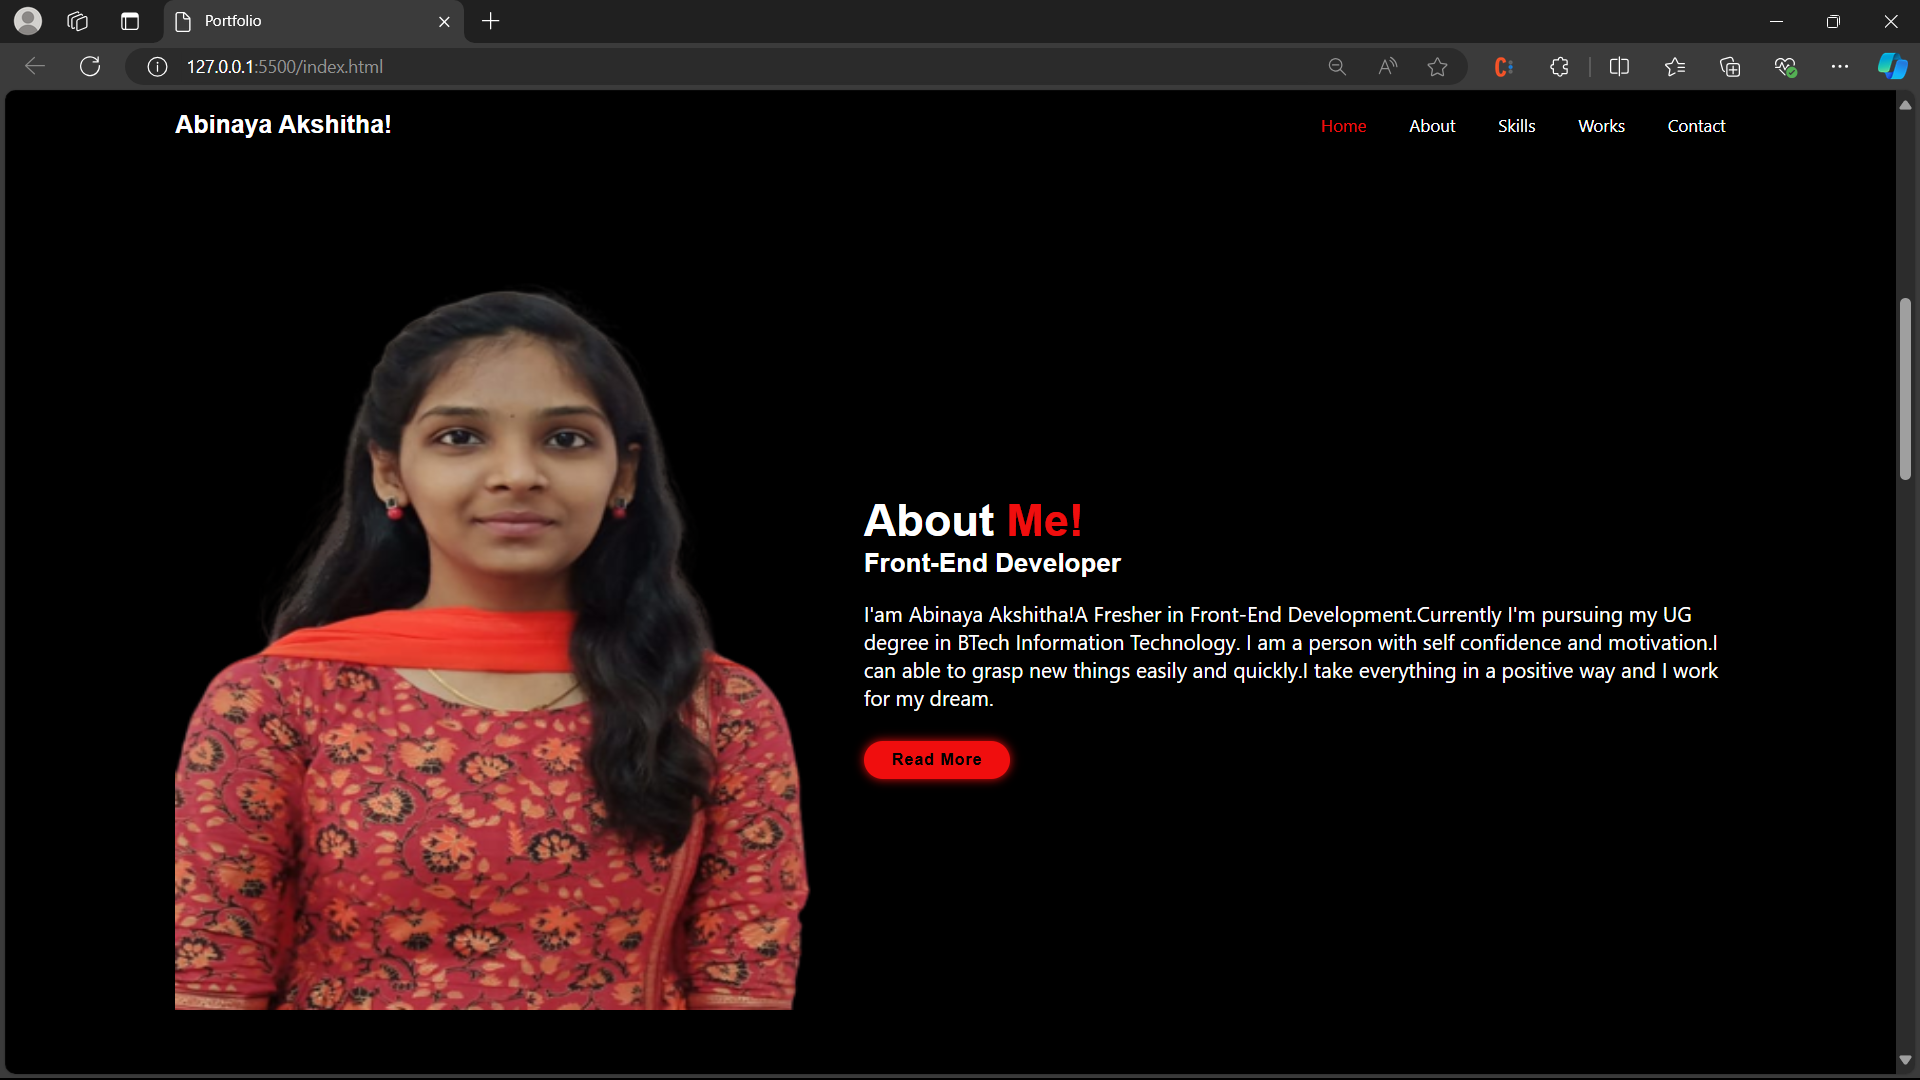 Portfolio
127.0.0.1:5500/index.html
Abinaya Akshitha!
Home About Skills Works Contact
About Me!
Front-End Developer
I'am Abinaya Akshitha!A Fresher in Front-End Development.Currently I'm pursuing my UG
degree in BTech Information Technology. I am a person with self confidence and motivation.I
can able to grasp new things easily and quickly.I take everything in a positive way and I work
for my dream.
Read More